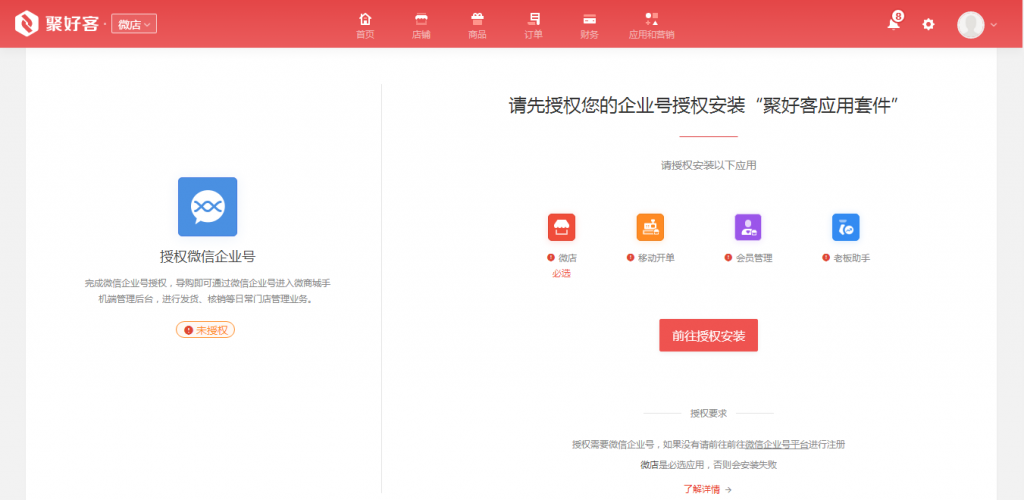 聚好客·微店
8
首页 店铺 商品 订单 财务 应用和营销
授权微信企业号
完成微信企业号授权，导购即可通过微信企业号进入微商城手
机端管理后台，进行发货、核销等日常门店管理业务。
未授权
请先授权您的企业号授权安装“聚好客应用套件”
请授权安装以下应用
微店 移动开单 会员管理 老板助手
必选
前往授权安装
授权要求
授权需要微信企业号，如果没有请前往前往微信企业号平台进行注册
微店是必选应用，否则会安装失败
了解详情 →